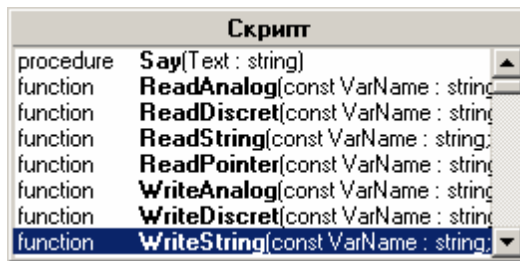 Скрипт
procedure Say(Text : string)
function ReadAnalog(const VarName : string
function ReadDiscret(const VarName : string
function ReadString(const VarName : string;
function ReadPointer(const VarName : string
function WriteAnalog(const VarName : string
function WriteDiscret(const VarName : string
function WriteString(const VarName : string;